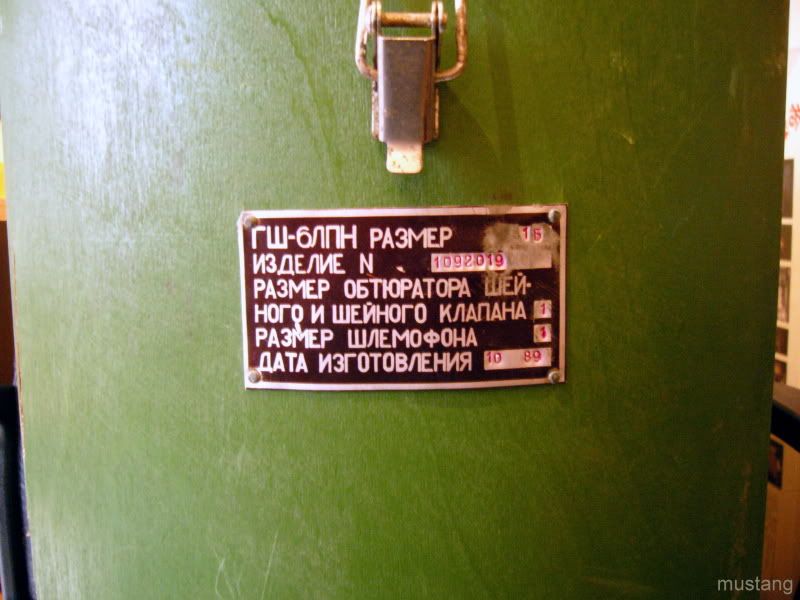 ГШ-6ЛПН РАЗМЕР 1Б
ИЗДЕЛИЕ N 1092019
РАЗМЕР ОБТЮРАТОРА ШЕЙ-
НОГО И ШЕЙНОГО КЛАПАНА 1
РАЗМЕР ШЛЕМОФОНА 1
ДАТА ИЗГОТОВЛЕНИЯ 10 89
mustang